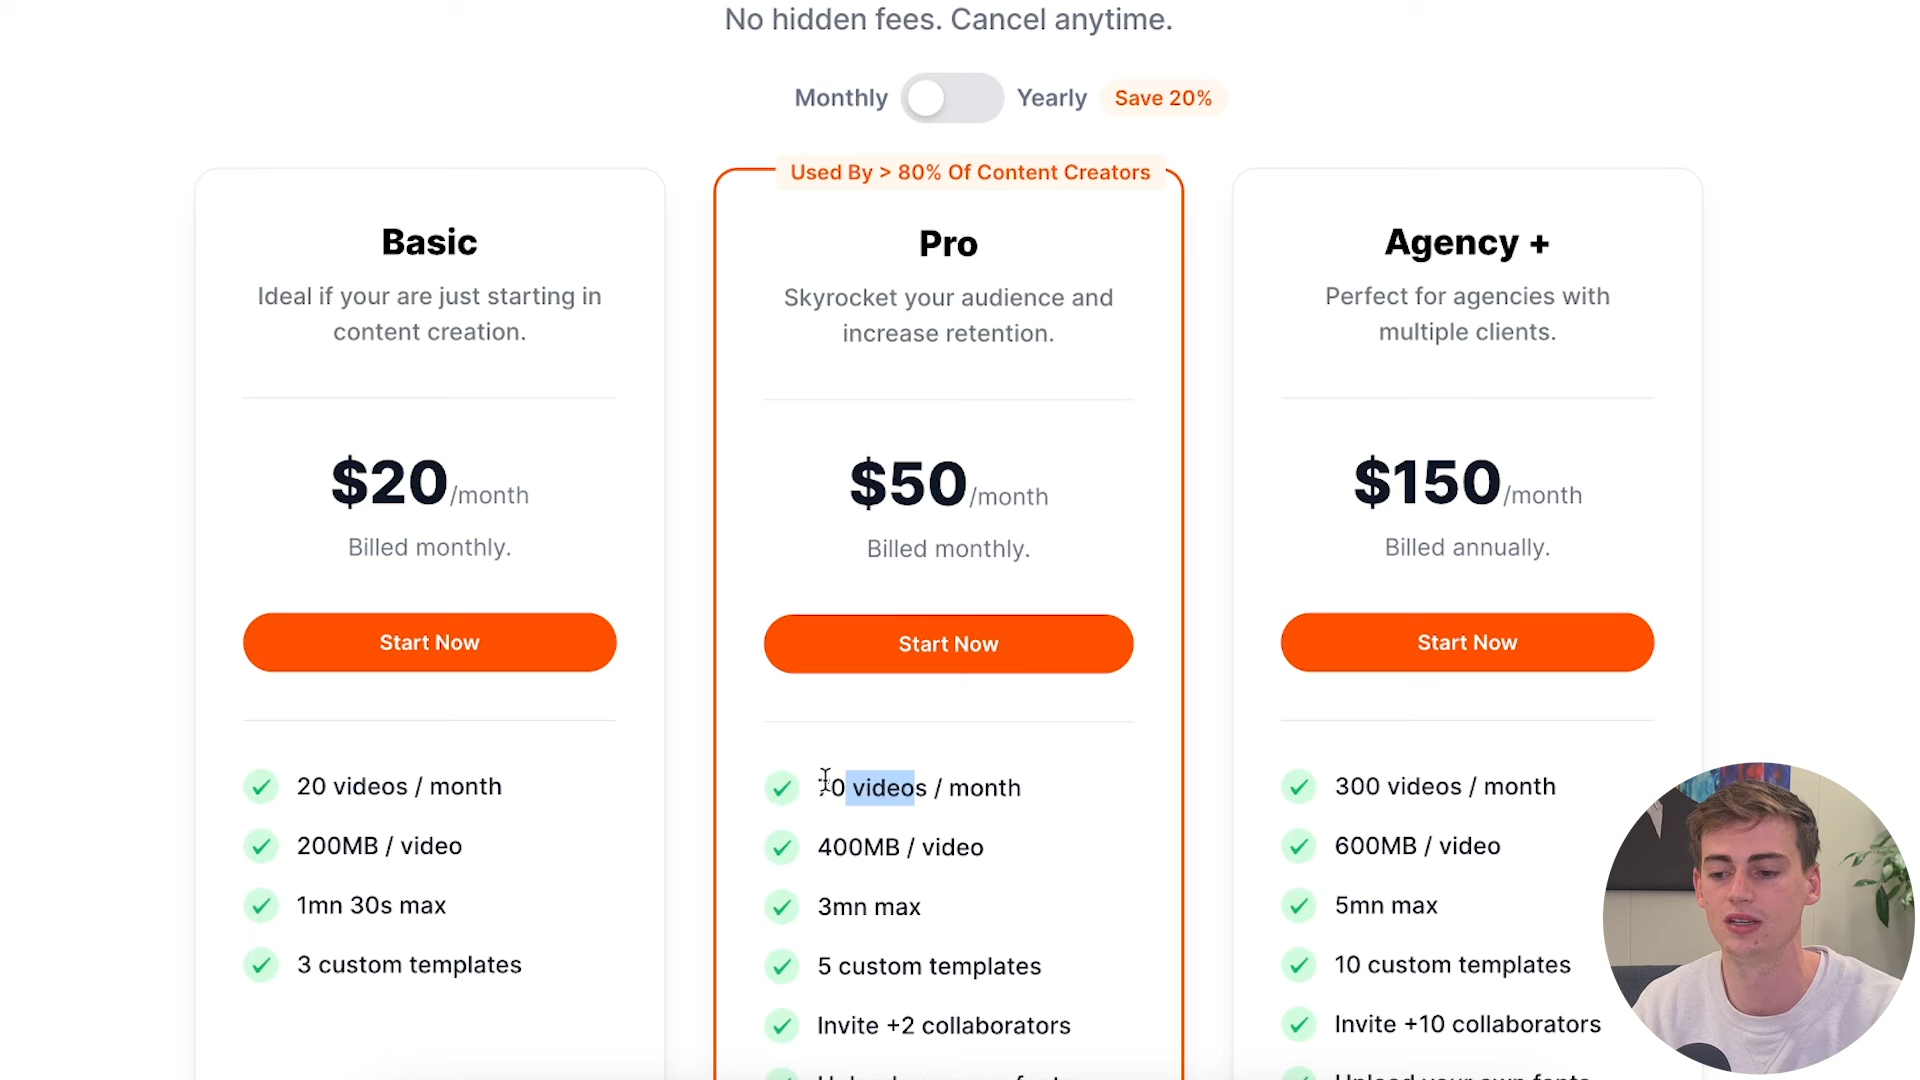 No hidden fees. Cancel anytime.
Monthly
Yearly
Save 20%
Basic
Ideal if your are just starting in
content creation.
$20/month
Billed monthly.
Start Now
20 videos / month
200MB / video
1mn 30s max
3 custom templates
Used By > 80% Of Content Creators
Pro
Skyrocket your audience and
increase retention.
$50/month
Billed monthly.
Start Now
videos / month
400MB / video
3mn max
5 custom templates
Invite +2 collaborators
Agency +
Perfect for agencies with
multiple clients.
$150/month
Billed annually.
Start Now
300 videos / month
600MB / video
5mn max
10 custom templates
Invite +10 collaborators
Upload your own fonts